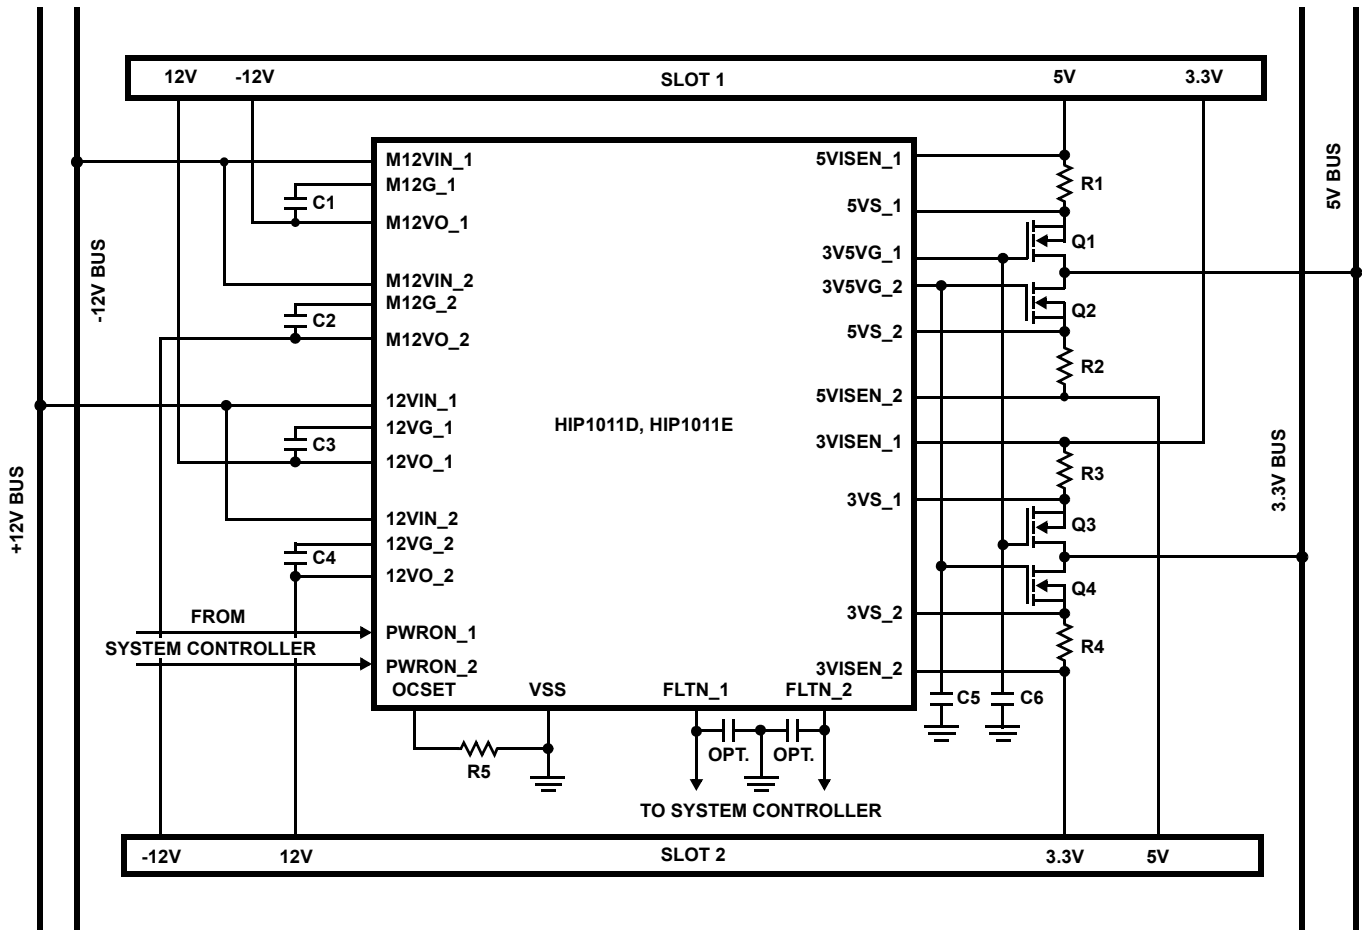 12V
-12V
SLOT 1
5V
3.3V
M12VIN_1
M12G_1
C1
M12VO_1
M12VIN_2
M12G_2
C2
M12VO_2
12VIN_1
12VG_1
C3
12VO_1
12VIN_2
12VG_2
C4
12VO_2
FROM
SYSTEM CONTROLLER
PWRON_1
PWRON_2
OCSET
VSS
FLTN_1
FLTN_2
HIP1011D, HIP1011E
5VISEN_1
5VS_1
3V5VG_1
3V5VG_2
5VS_2
5VISEN_2
3VISEN_1
3VS_1
3VS_2
3VISEN_2
R1
Q1
Q2
R2
R3
Q3
Q4
R4
C5
C6
R5
OPT.
OPT.
TO SYSTEM CONTROLLER
-12V BUS
+12V BUS
5V BUS
3.3V BUS
-12V
12V
SLOT 2
3.3V
5V